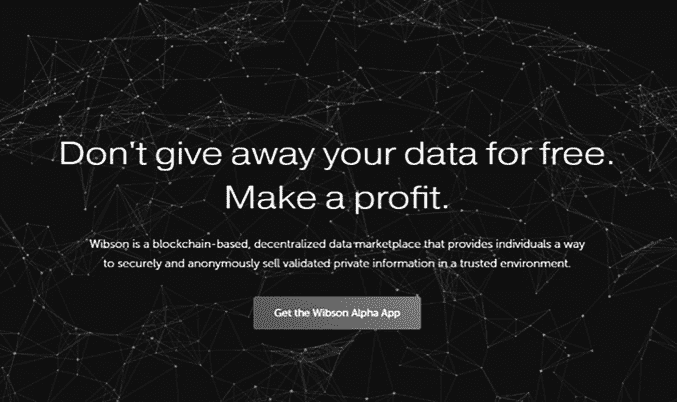 Don't give away your data for free.
Make a profit.
Wibson is a blockchain-based, decentralized data marketplace that provides individuals a way
to securely and anonymously sell validated private information in a trusted environment.
Get the Wibson Alpha App